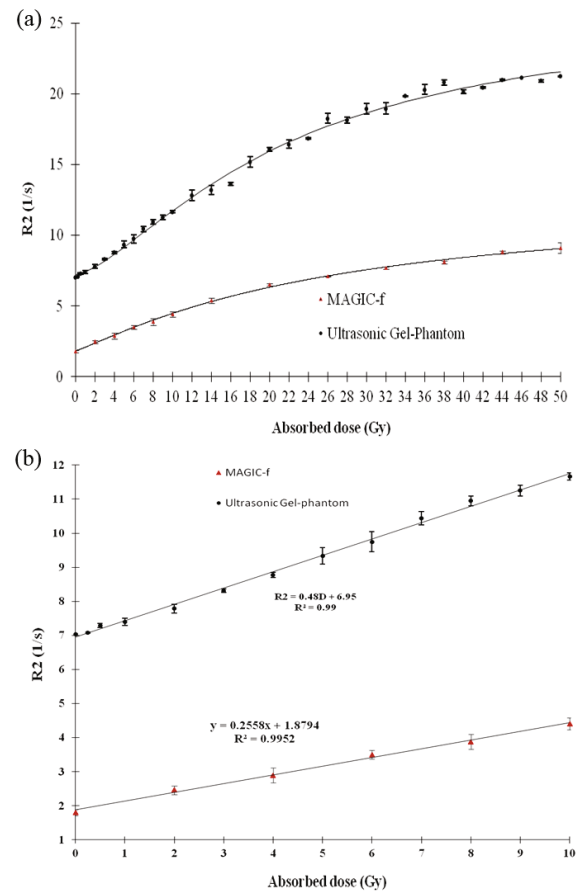 (a)
25
20
15
10
5
0
R2 (1/s)
MAGIC-f
Ultrasonic Gel-Phantom
0 2 4 6 8 10 12 14 16 18 20 22 24 26 28 30 32 34 36 38 40 42 44 46 48 50
Absorbed dose (Gy)
(b)
12
11
10
9
8
7
6
5
4
3
2
1
R2 (1/s)
MAGIC-f
Ultrasonic Gel-phantom
R2 = 0.48D + 6.95
R² = 0.99
y = 0.2558x + 1.8794
R² = 0.9952
0 1 2 3 4 5 6 7 8 9 10
Absorbed dose (Gy)